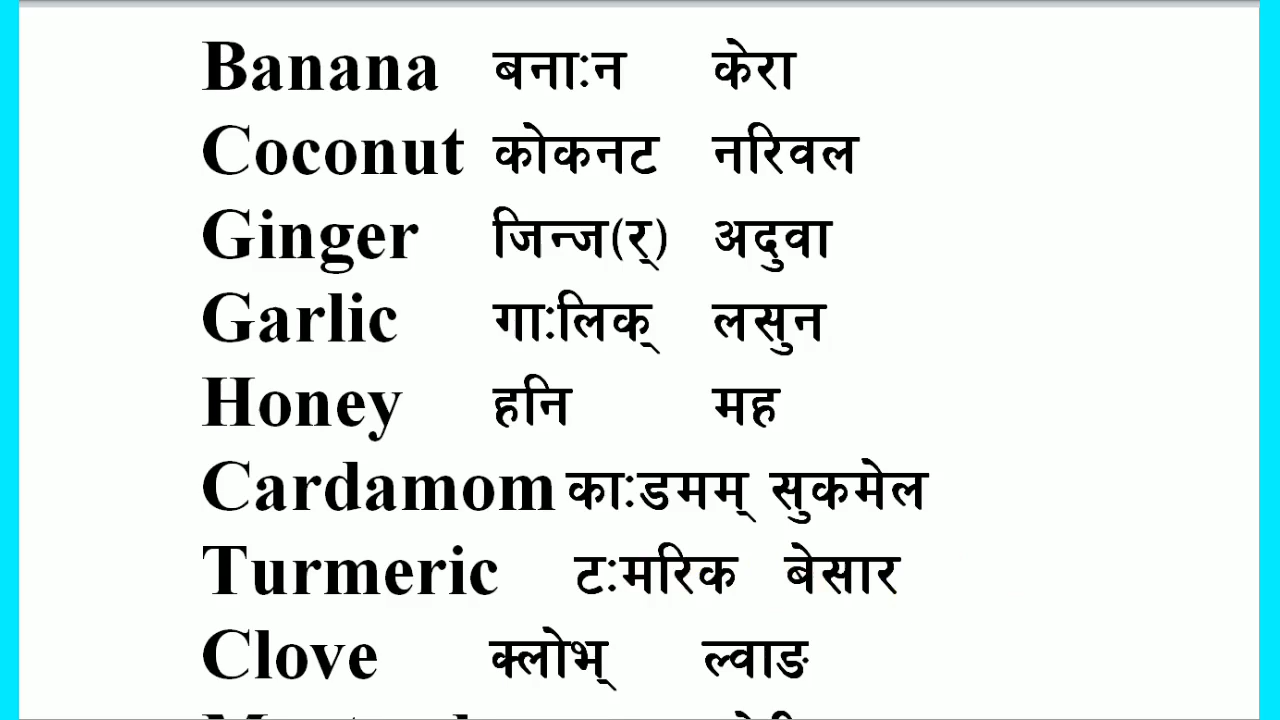 Banana बनाःन केरा
Coconut कोकनट नरिवल
Ginger जिन्ज(र्) अदुवा
Garlic गाःलिक् लसुन
Honey हनि मह
Cardamom काःडमम् सुकमेल
Turmeric टःमरिक बेसार
Clove क्लोभ् ल्वाङ